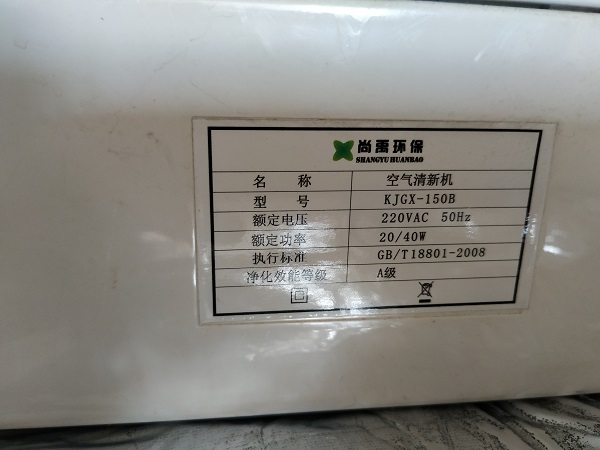 尚禹环保
SHANGYU HUANBAO
名 称 空气清新机
型 号 KJGX-150B
额定电压 220VAC 50Hz
额定功率 20/40W
执行标准 GB/T18801-2008
净化效能等级 A级